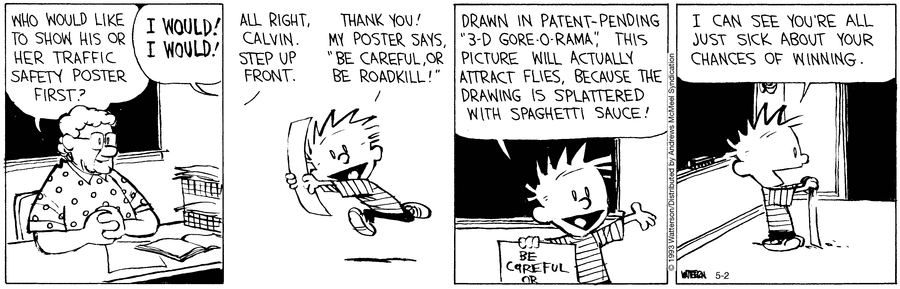 WHO WOULD LIKE
TO SHOW HIS OR
HER TRAFFIC
SAFETY POSTER
FIRST?
I WOULD!
I WOULD!
ALL RIGHT,
CALVIN.
STEP UP
FRONT.
THANK YOU!
MY POSTER SAYS,
"BE CAREFUL, OR
BE ROADKILL!"
DRAWN IN PATENT-PENDING
"3-D GORE-O-RAMA", THIS
PICTURE WILL ACTUALLY
ATTRACT FLIES, BECAUSE THE
DRAWING IS SPLATTERED
WITH SPAGHETTI SAUCE!
BE
CAREFUL
OR
© 1993 Watterson/Distributed by Andrews McMeel Syndication
I CAN SEE YOU'RE ALL
JUST SICK ABOUT YOUR
CHANCES OF WINNING.
WATTERSON 5-2